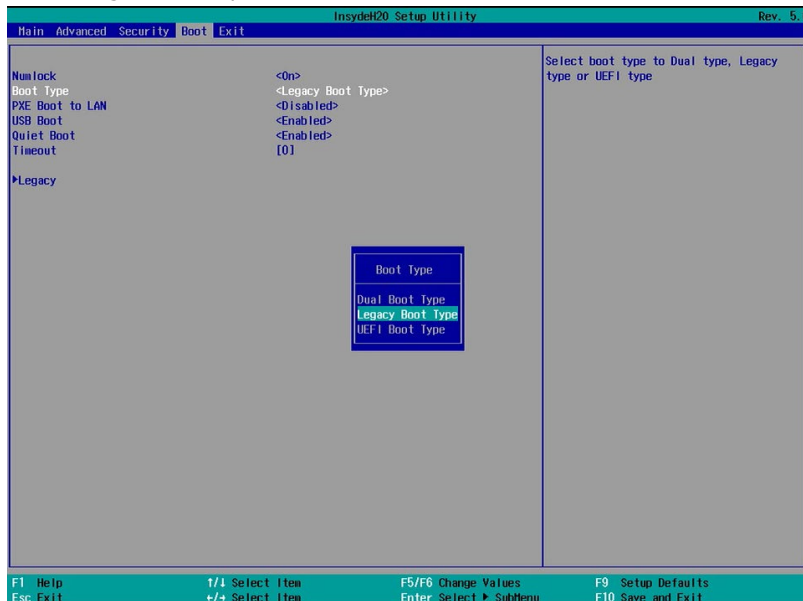 InsydeH2O Setup Utility Rev. 5.
Main Advanced Security Boot Exit
Numlock <On>
Boot Type <Legacy Boot Type>
PXE Boot to LAN <Disabled>
USB Boot <Enabled>
Quiet Boot <Enabled>
Timeout [0]
▶Legacy
Select boot type to Dual type, Legacy
type or UEFI type
Boot Type
Dual Boot Type
Legacy Boot Type
UEFI Boot Type
F1 Help ↑/↓ Select Item F5/F6 Change Values F9 Setup Defaults
Esc Exit ←/→ Select Item Enter Select ▶ SubMenu F10 Save and Exit